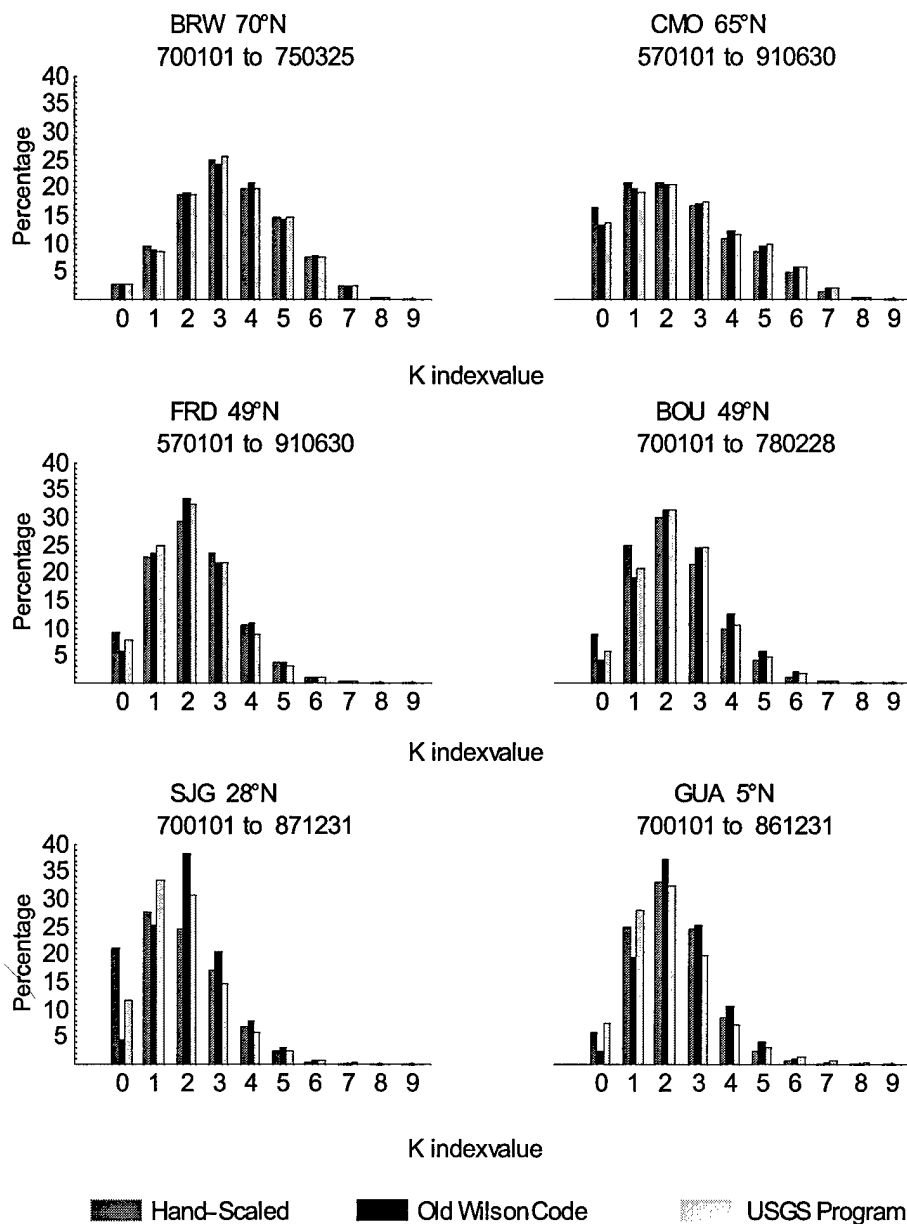 BRW 70°N
700101 to 750325
CMO 65°N
570101 to 910630
Percentage
40
35
30
25
20
15
10
5
0 1 2 3 4 5 6 7 8 9
0 1 2 3 4 5 6 7 8 9
K indexvalue
FRD 49°N
570101 to 910630
BOU 49°N
700101 to 780228
Percentage
40
35
30
25
20
15
10
5
0 1 2 3 4 5 6 7 8 9
0 1 2 3 4 5 6 7 8 9
K indexvalue
SJG 28°N
700101 to 871231
GUA 5°N
700101 to 861231
Percentage
40
35
30
25
20
15
10
5
0 1 2 3 4 5 6 7 8 9
0 1 2 3 4 5 6 7 8 9
K indexvalue
Hand-Scaled
Old Wilson Code
USGS Program